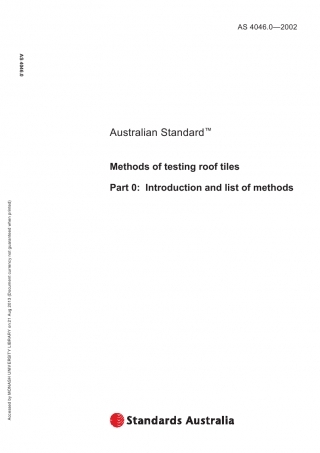 AS 4046.0—2002
AS 4046.0
Australian Standard™
Methods of testing roof tiles
Part 0: Introduction and list of methods
Accessed by MONASH UNIVERSITY LIBRARY on 21 Aug 2013 (Document currency not guaranteed when printed)
Standards Australia